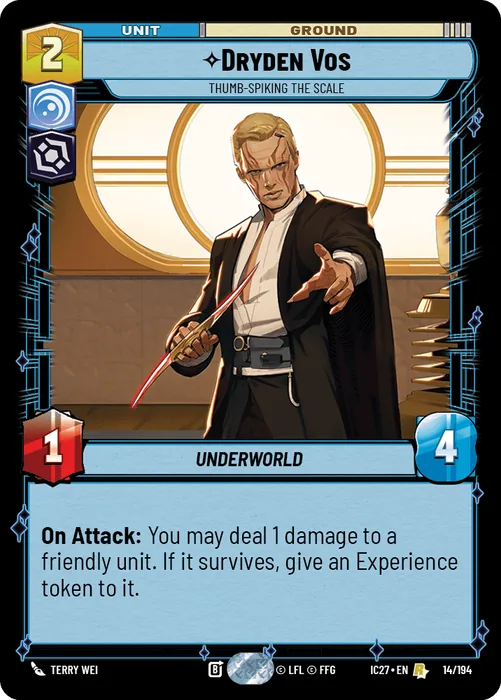 UNIT
GROUND
2
✧DRYDEN VOS
THUMB-SPIKING THE SCALE
1
4
UNDERWORLD
On Attack: You may deal 1 damage to a
friendly unit. If it survives, give an Experience
token to it.
TERRY WEI
B
© LFL © FFG
IC27•EN
R
14/194